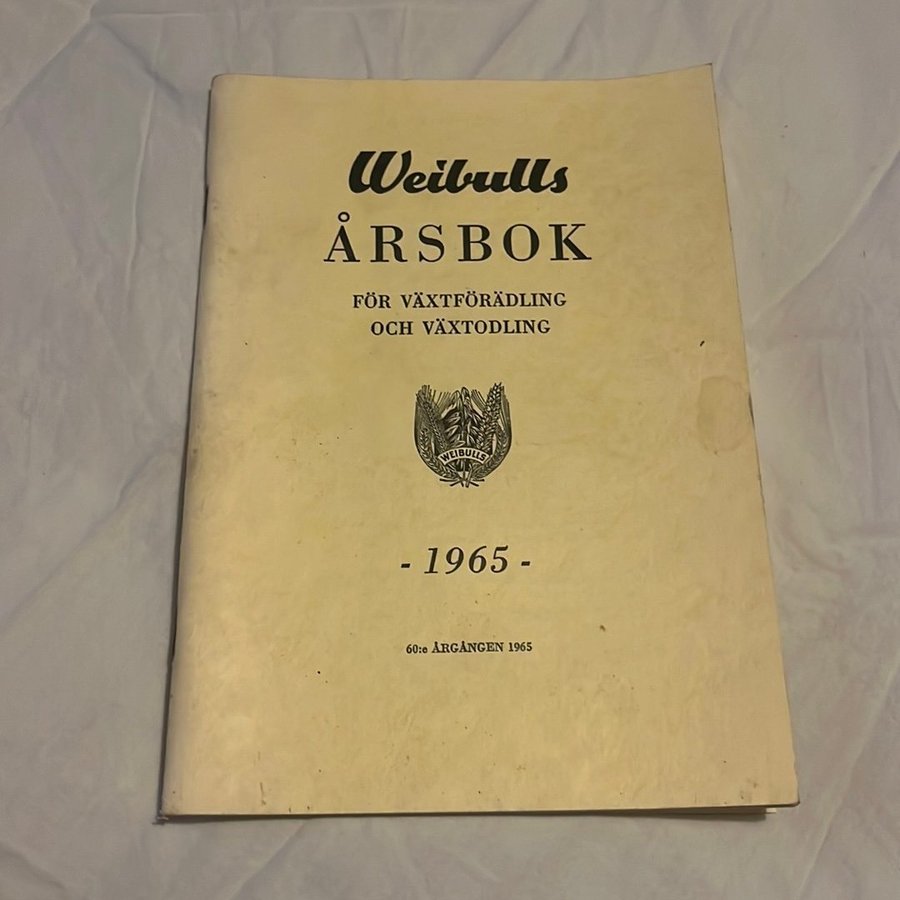 Weibulls
ÅRSBOK
FÖR VÄXTFÖRÄDLING
OCH VÄXTODLING
WEIBULLS
- 1965 -
60:e ÅRGÅNGEN 1965